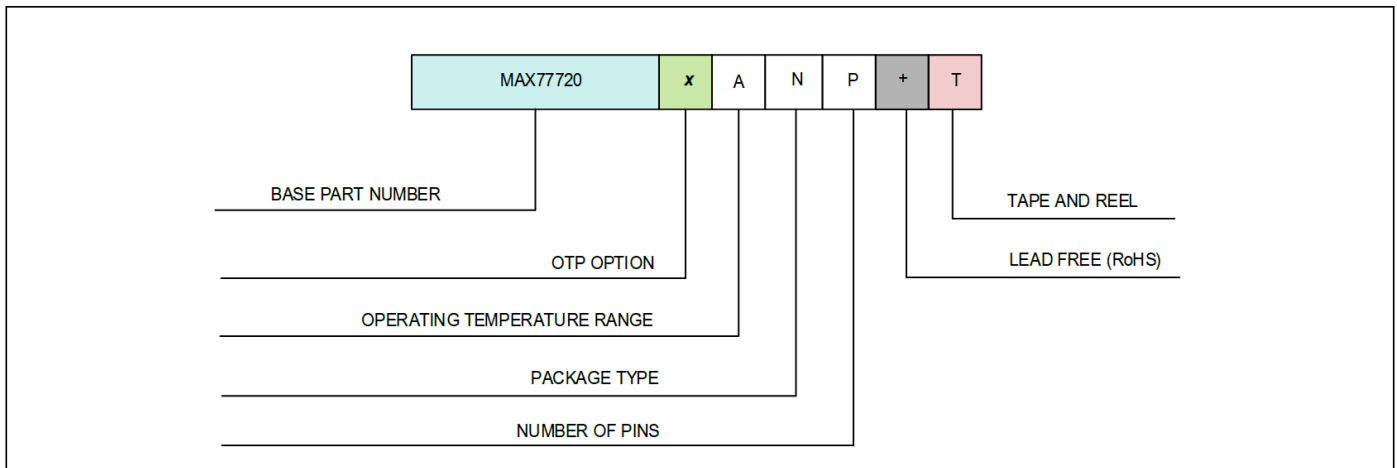 MAX77720 x A N P + T
BASE PART NUMBER
TAPE AND REEL
OTP OPTION
LEAD FREE (RoHS)
OPERATING TEMPERATURE RANGE
PACKAGE TYPE
NUMBER OF PINS